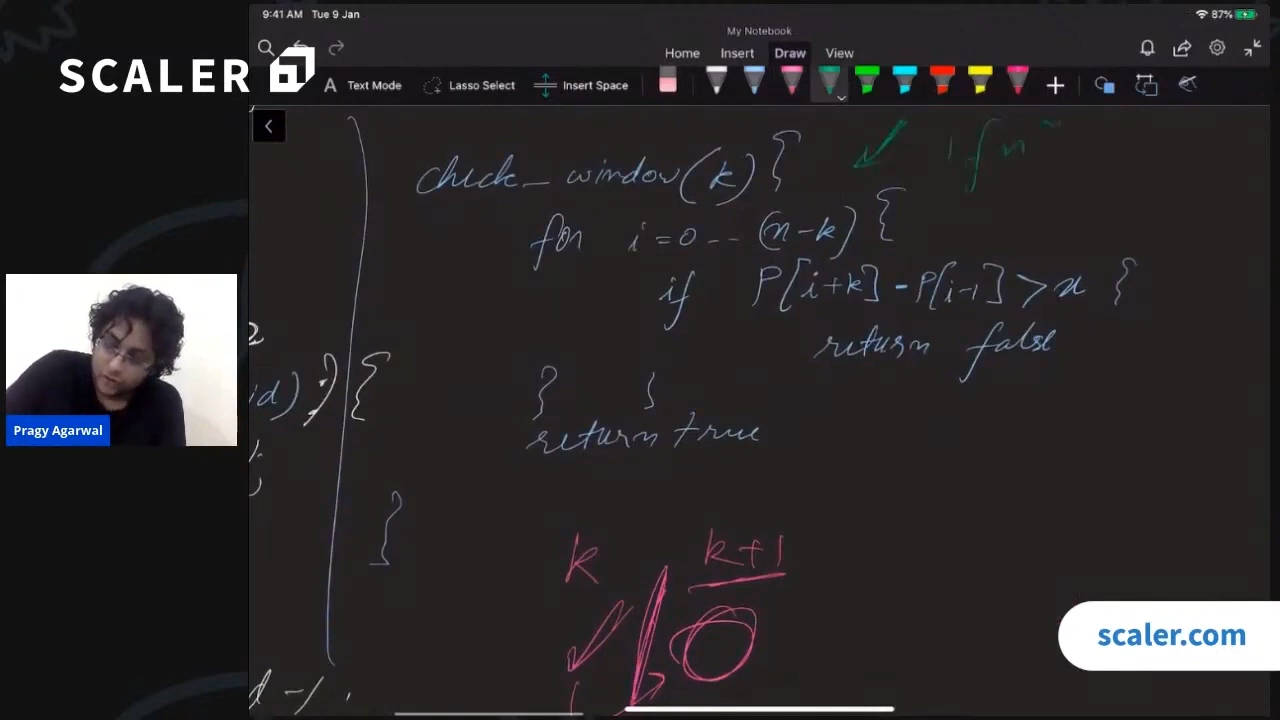 9:41 AM Tue 9 Jan
87%
My Notebook
Home Insert Draw View
SCALER
Text Mode Lasso Select Insert Space
check_window(k){
for i=0--(n-k){
if P[i+k]-P[i-1]>x {
return false
} }
return true
}
id) ; ) {
k k+1
Pragy Agarwal
scaler.com